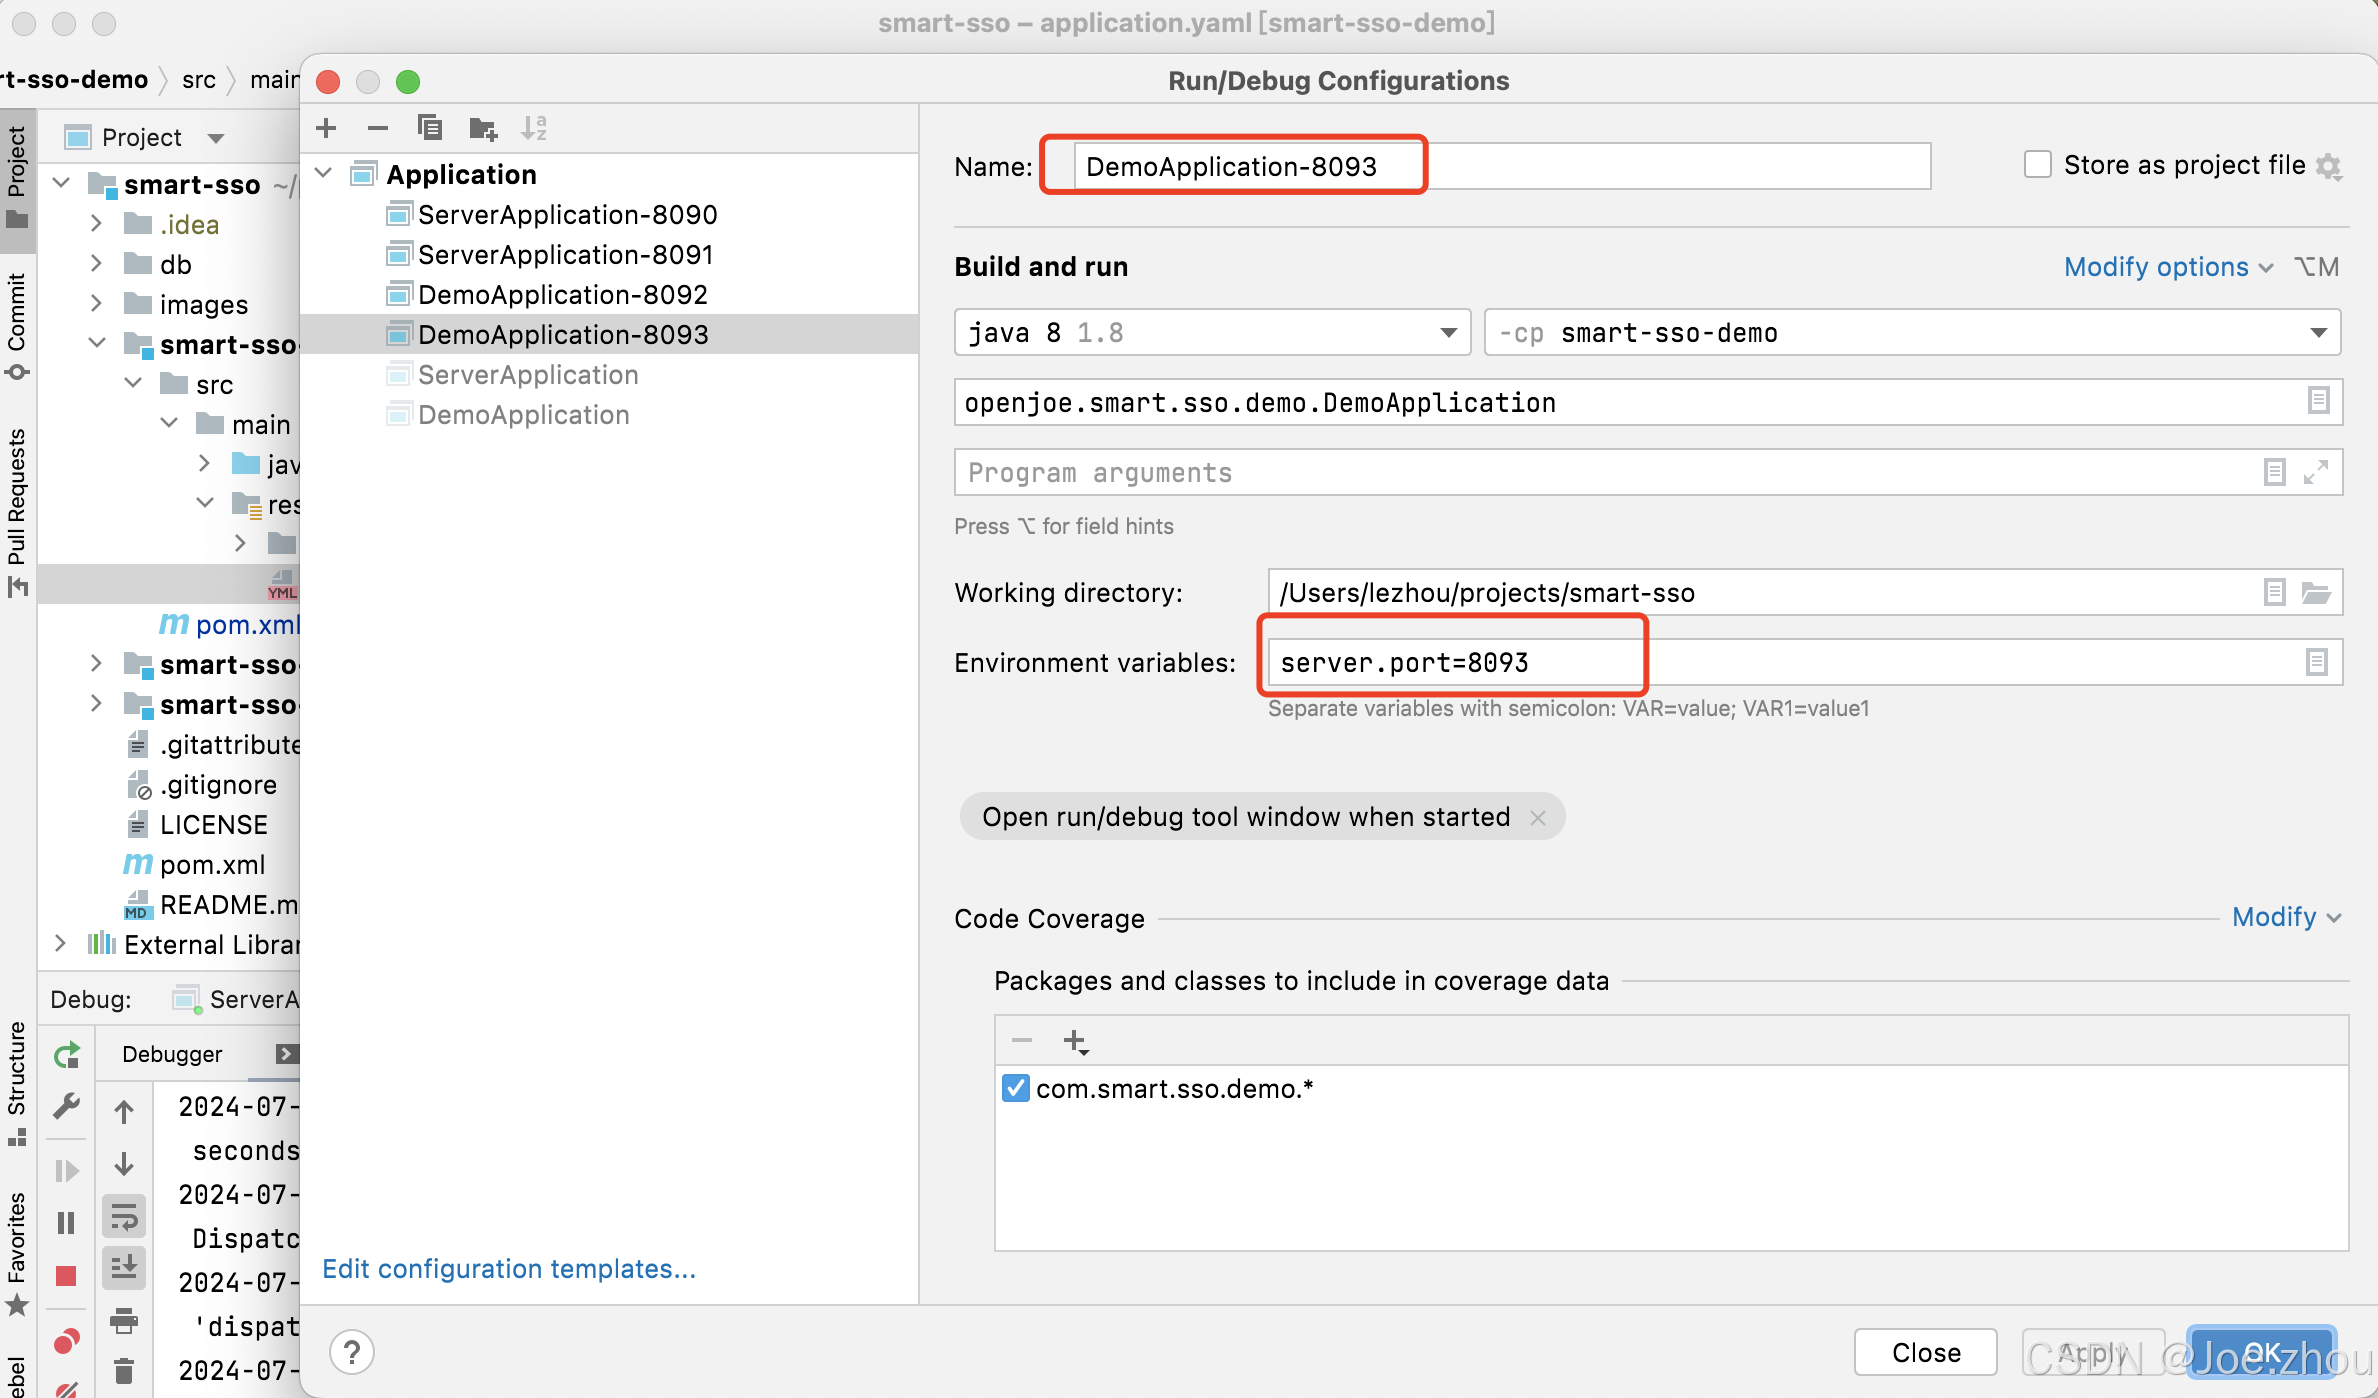 smart-sso – application.yaml [smart-sso-demo]
rt-sso-demo
src
main
Project
Commit
Pull Requests
Structure
Favorites
ebel
Project
smart-sso ~/
.idea
db
images
smart-sso-
src
main
jav
res
YML
pom.xml
smart-sso-
smart-sso-
.gitattribute
.gitignore
LICENSE
pom.xml
MD README.m
External Librar
Debug: ServerA
Debugger
2024-07-
seconds
2024-07-
Dispatc
2024-07-
'dispat
2024-07-
Run/Debug Configurations
Application
ServerApplication-8090
ServerApplication-8091
DemoApplication-8092
DemoApplication-8093
ServerApplication
DemoApplication
Edit configuration templates...
Name: DemoApplication-8093
Store as project file
Build and run
Modify options ⌥M
java 8 1.8
-cp smart-sso-demo
openjoe.smart.sso.demo.DemoApplication
Program arguments
Press ⌥ for field hints
Working directory: /Users/lezhou/projects/smart-sso
Environment variables: server.port=8093
Separate variables with semicolon: VAR=value; VAR1=value1
Open run/debug tool window when started
Code Coverage
Modify
Packages and classes to include in coverage data
com.smart.sso.demo.*
?
Close
Apply
OK
CSDN @Joe.zhou